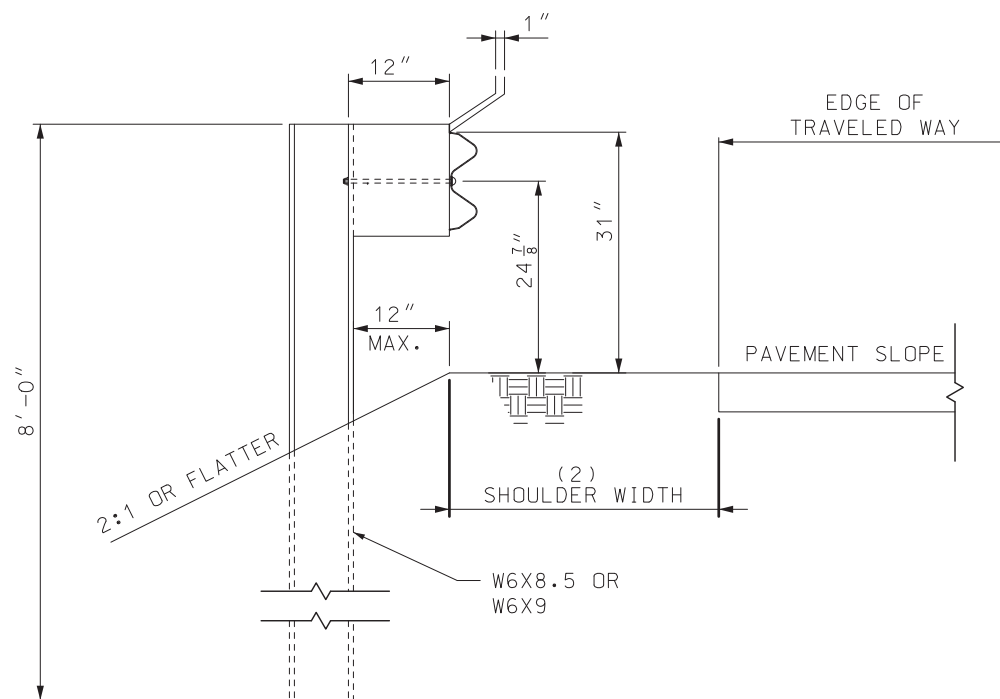 1"
12"
EDGE OF
TRAVELED WAY
31"
24 7/8"
12"
MAX.
PAVEMENT SLOPE
8'-0"
2:1 OR FLATTER
(2)
SHOULDER WIDTH
W6X8.5 OR
W6X9